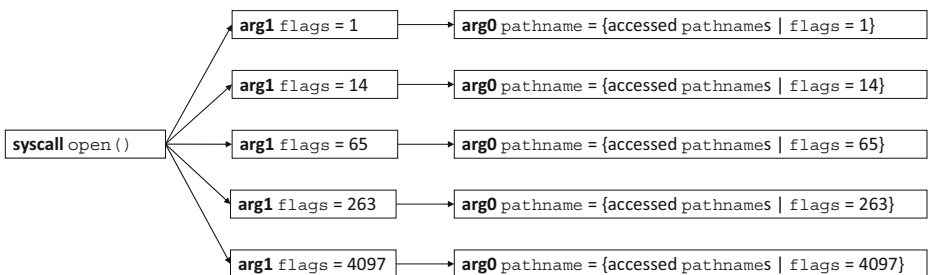 arg1 flags = 1
arg0 pathname = {accessed pathnames | flags = 1}
arg1 flags = 14
arg0 pathname = {accessed pathnames | flags = 14}
syscall open()
arg1 flags = 65
arg0 pathname = {accessed pathnames | flags = 65}
arg1 flags = 263
arg0 pathname = {accessed pathnames | flags = 263}
arg1 flags = 4097
arg0 pathname = {accessed pathnames | flags = 4097}